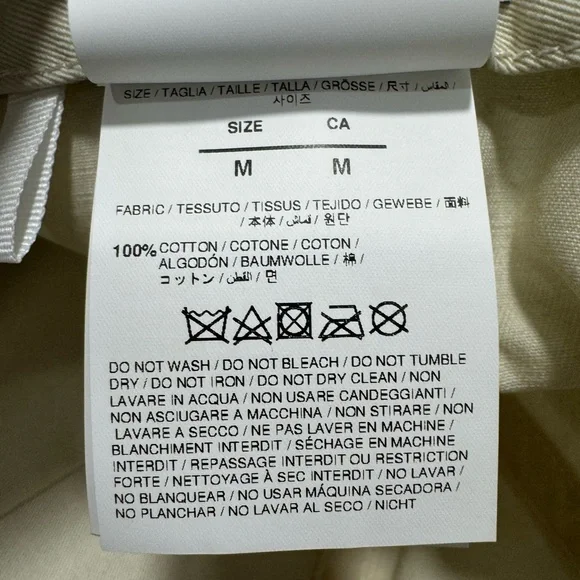 SIZE / TAGLIA / TAILLE / TALLA / GRÖSSE / 尺寸 / المقاس /
사이즈
SIZE CA
M M
FABRIC / TESSUTO / TISSUS / TEJIDO / GEWEBE / 面料
/ 本体 / قماش / 원단
100% COTTON / COTONE / COTON /
ALGODÓN / BAUMWOLLE / 棉 /
コットン / القطن / 면
DO NOT WASH / DO NOT BLEACH / DO NOT TUMBLE
DRY / DO NOT IRON / DO NOT DRY CLEAN / NON
LAVARE IN ACQUA / NON USARE CANDEGGIANTI /
NON ASCIUGARE A MACCHINA / NON STIRARE / NON
LAVARE A SECCO / NE PAS LAVER EN MACHINE /
BLANCHIMENT INTERDIT / SÉCHAGE EN MACHINE
INTERDIT / REPASSAGE INTERDIT OU RESTRICTION
FORTE / NETTOYAGE À SEC INTERDIT / NO LAVAR /
NO BLANQUEAR / NO USAR MÁQUINA SECADORA /
NO PLANCHAR / NO LAVAR AL SECO / NICHT